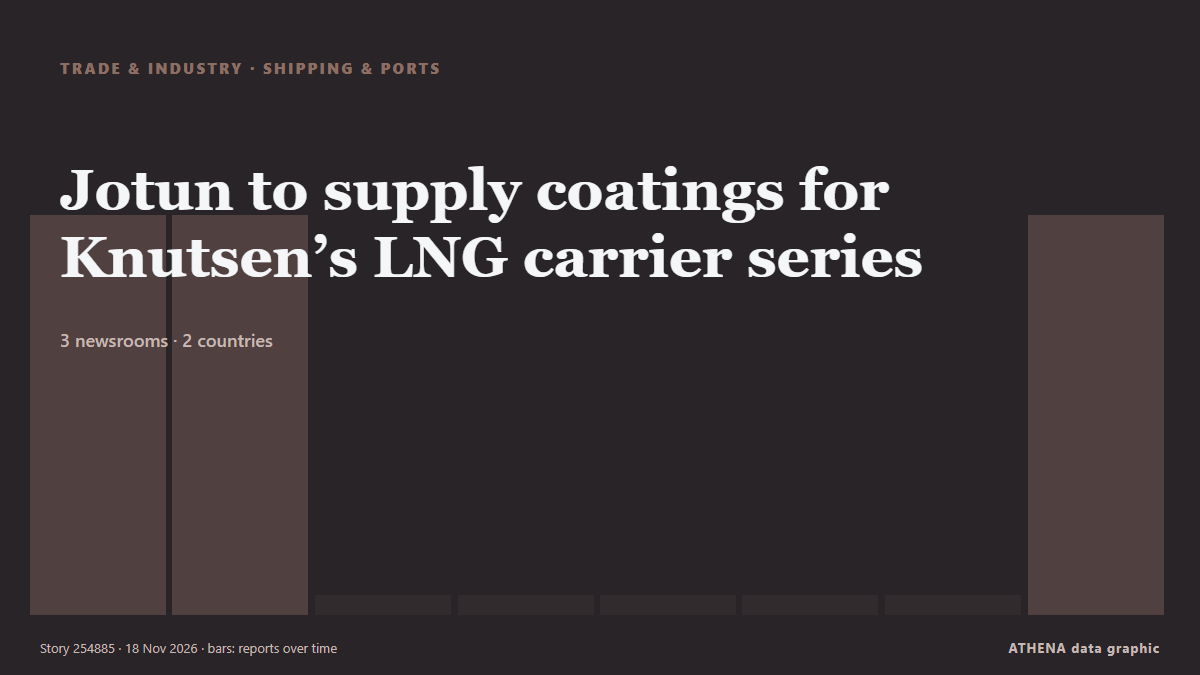 TRADE & INDUSTRY · SHIPPING & PORTS
Jotun to supply coatings for
Knutsen’s LNG carrier series
3 newsrooms · 2 countries
Story 254885 · 18 Nov 2026 · bars: reports over time
ATHENA data graphic